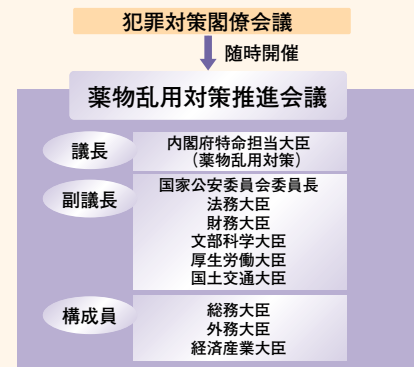 犯罪対策閣僚会議
随時開催
薬物乱用対策推進会議
議長
内閣府特命担当大臣
（薬物乱用対策）
副議長
国家公安委員会委員長
法務大臣
財務大臣
文部科学大臣
厚生労働大臣
国土交通大臣
構成員
総務大臣
外務大臣
経済産業大臣